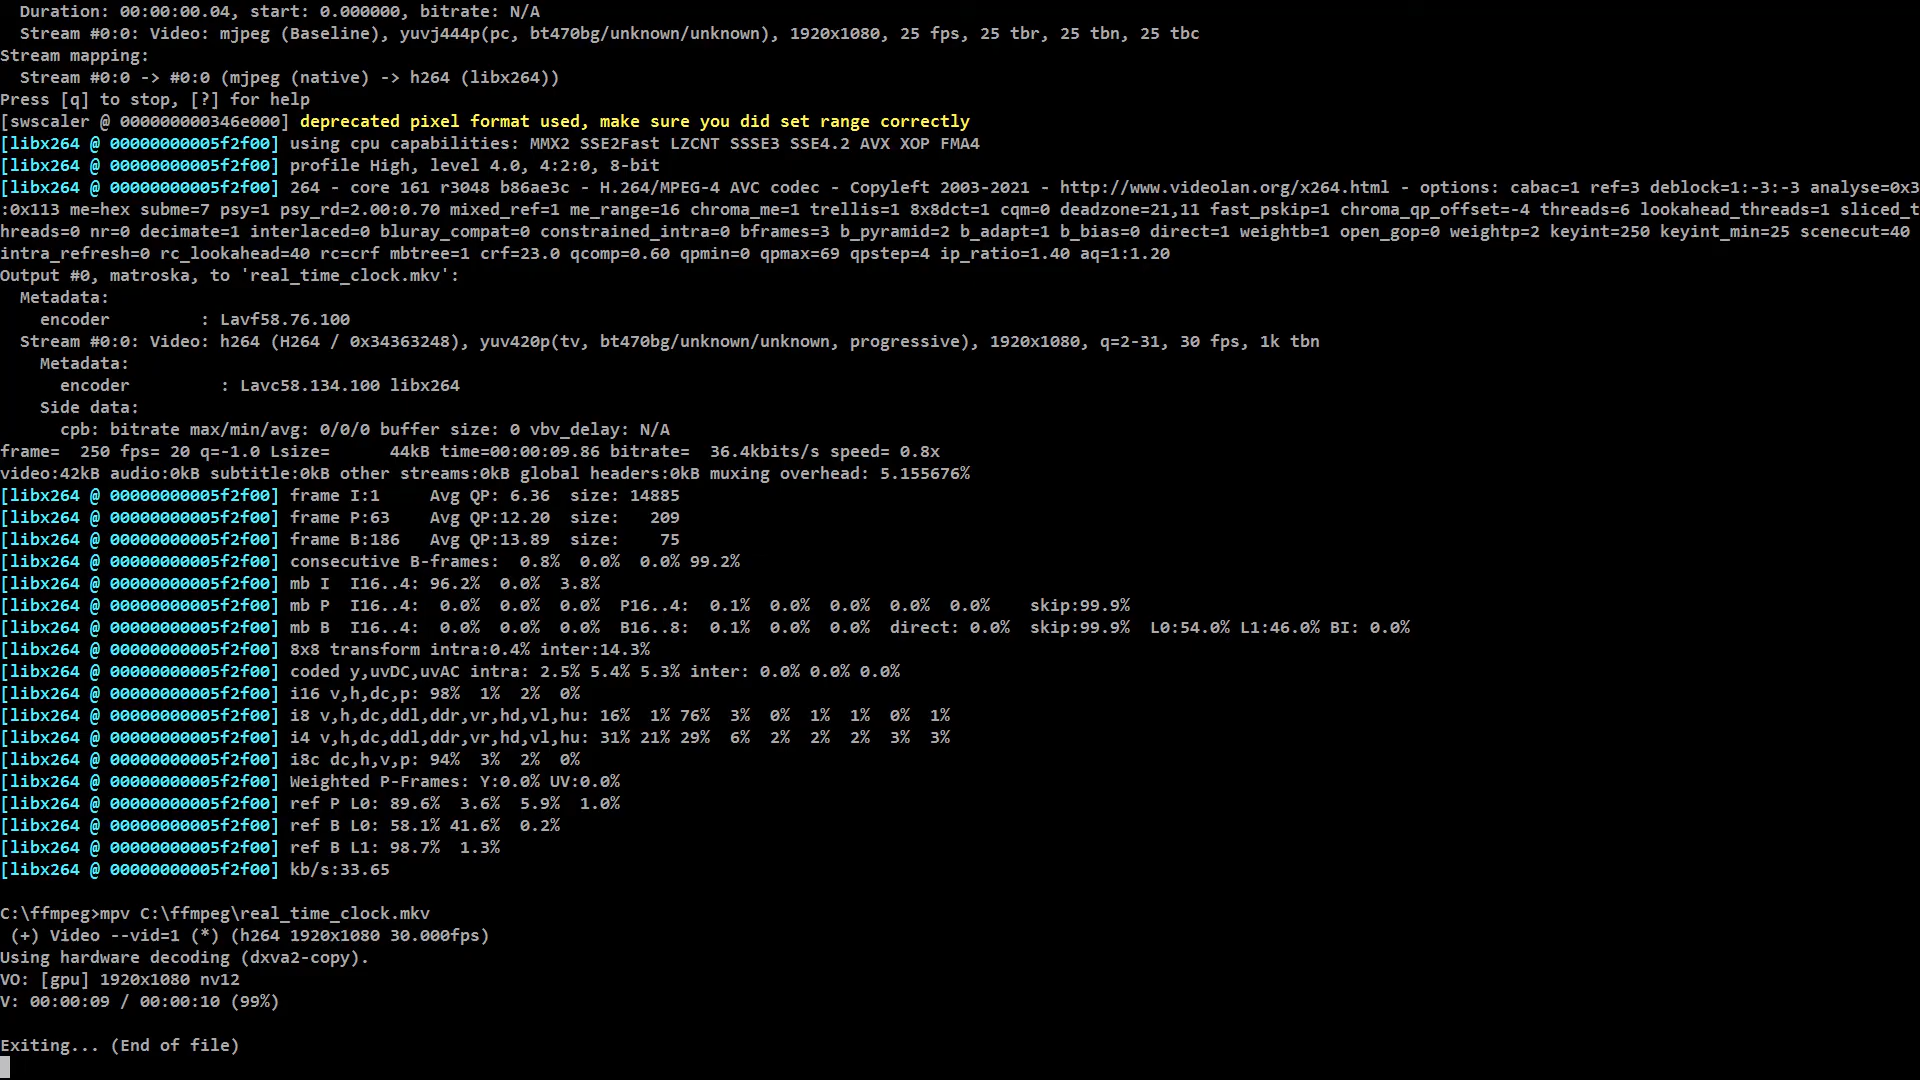 Duration: 00:00:00.04, start: 0.000000, bitrate: N/A
Stream #0:0: Video: mjpeg (Baseline), yuvj444p(pc, bt470bg/unknown/unknown), 1920x1080, 25 fps, 25 tbr, 25 tbn, 25 tbc
Stream mapping:
Stream #0:0 -> #0:0 (mjpeg (native) -> h264 (libx264))
Press [q] to stop, [?] for help
[swscaler @ 000000000346e000] deprecated pixel format used, make sure you did set range correctly
[libx264 @ 00000000005f2f00] using cpu capabilities: MMX2 SSE2Fast LZCNT SSSE3 SSE4.2 AVX XOP FMA4
[libx264 @ 00000000005f2f00] profile High, level 4.0, 4:2:0, 8-bit
[libx264 @ 00000000005f2f00] 264 - core 161 r3048 b86ae3c - H.264/MPEG-4 AVC codec - Copyleft 2003-2021 - http://www.videolan.org/x264.html - options: cabac=1 ref=3 deblock=1:-3:-3 analyse=0x3
:0x113 me=hex subme=7 psy=1 psy_rd=2.00:0.70 mixed_ref=1 me_range=16 chroma_me=1 trellis=1 8x8dct=1 cqm=0 deadzone=21,11 fast_pskip=1 chroma_qp_offset=-4 threads=6 lookahead_threads=1 sliced_t
hreads=0 nr=0 decimate=1 interlaced=0 bluray_compat=0 constrained_intra=0 bframes=3 b_pyramid=2 b_adapt=1 b_bias=0 direct=1 weightb=1 open_gop=0 weightp=2 keyint=250 keyint_min=25 scenecut=40
intra_refresh=0 rc_lookahead=40 rc=crf mbtree=1 crf=23.0 qcomp=0.60 qpmin=0 qpmax=69 qpstep=4 ip_ratio=1.40 aq=1:1.20
Output #0, matroska, to 'real_time_clock.mkv':
Metadata:
encoder         : Lavf58.76.100
Stream #0:0: Video: h264 (H264 / 0x34363248), yuv420p(tv, bt470bg/unknown/unknown, progressive), 1920x1080, q=2-31, 30 fps, 1k tbn
Metadata:
encoder         : Lavc58.134.100 libx264
Side data:
cpb: bitrate max/min/avg: 0/0/0 buffer size: 0 vbv_delay: N/A
frame=  250 fps= 20 q=-1.0 Lsize=      44kB time=00:00:09.86 bitrate=  36.4kbits/s speed= 0.8x
video:42kB audio:0kB subtitle:0kB other streams:0kB global headers:0kB muxing overhead: 5.155676%
[libx264 @ 00000000005f2f00] frame I:1     Avg QP: 6.36  size: 14885
[libx264 @ 00000000005f2f00] frame P:63    Avg QP:12.20  size:   209
[libx264 @ 00000000005f2f00] frame B:186   Avg QP:13.89  size:    75
[libx264 @ 00000000005f2f00] consecutive B-frames:  0.8%  0.0%  0.0% 99.2%
[libx264 @ 00000000005f2f00] mb I  I16..4: 96.2%  0.0%  3.8%
[libx264 @ 00000000005f2f00] mb P  I16..4:  0.0%  0.0%  0.0%  P16..4:  0.1%  0.0%  0.0%  0.0%  0.0%    skip:99.9%
[libx264 @ 00000000005f2f00] mb B  I16..4:  0.0%  0.0%  0.0%  B16..8:  0.1%  0.0%  0.0%  direct: 0.0%  skip:99.9%  L0:54.0% L1:46.0% BI: 0.0%
[libx264 @ 00000000005f2f00] 8x8 transform intra:0.4% inter:14.3%
[libx264 @ 00000000005f2f00] coded y,uvDC,uvAC intra: 2.5% 5.4% 5.3% inter: 0.0% 0.0% 0.0%
[libx264 @ 00000000005f2f00] i16 v,h,dc,p: 98%  1%  2%  0%
[libx264 @ 00000000005f2f00] i8 v,h,dc,ddl,ddr,vr,hd,vl,hu: 16%  1% 76%  3%  0%  1%  1%  0%  1%
[libx264 @ 00000000005f2f00] i4 v,h,dc,ddl,ddr,vr,hd,vl,hu: 31% 21% 29%  6%  2%  2%  2%  3%  3%
[libx264 @ 00000000005f2f00] i8c dc,h,v,p: 94%  3%  2%  0%
[libx264 @ 00000000005f2f00] Weighted P-Frames: Y:0.0% UV:0.0%
[libx264 @ 00000000005f2f00] ref P L0: 89.6%  3.6%  5.9%  1.0%
[libx264 @ 00000000005f2f00] ref B L0: 58.1% 41.6%  0.2%
[libx264 @ 00000000005f2f00] ref B L1: 98.7%  1.3%
[libx264 @ 00000000005f2f00] kb/s:33.65
C:\ffmpeg>mpv C:\ffmpeg\real_time_clock.mkv
(+) Video --vid=1 (*) (h264 1920x1080 30.000fps)
Using hardware decoding (dxva2-copy).
VO: [gpu] 1920x1080 nv12
V: 00:00:09 / 00:00:10 (99%)
Exiting... (End of file)